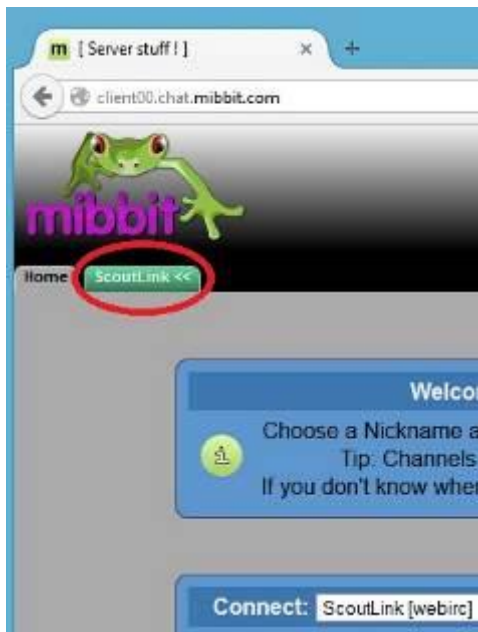 m [ Server stuff ! ] × +
client00.chat.mibbit.com
mibbit
Home ScoutLink <<
Welco
Choose a Nickname a
i Tip: Channels
If you don't know whe
Connect: ScoutLink [webirc]